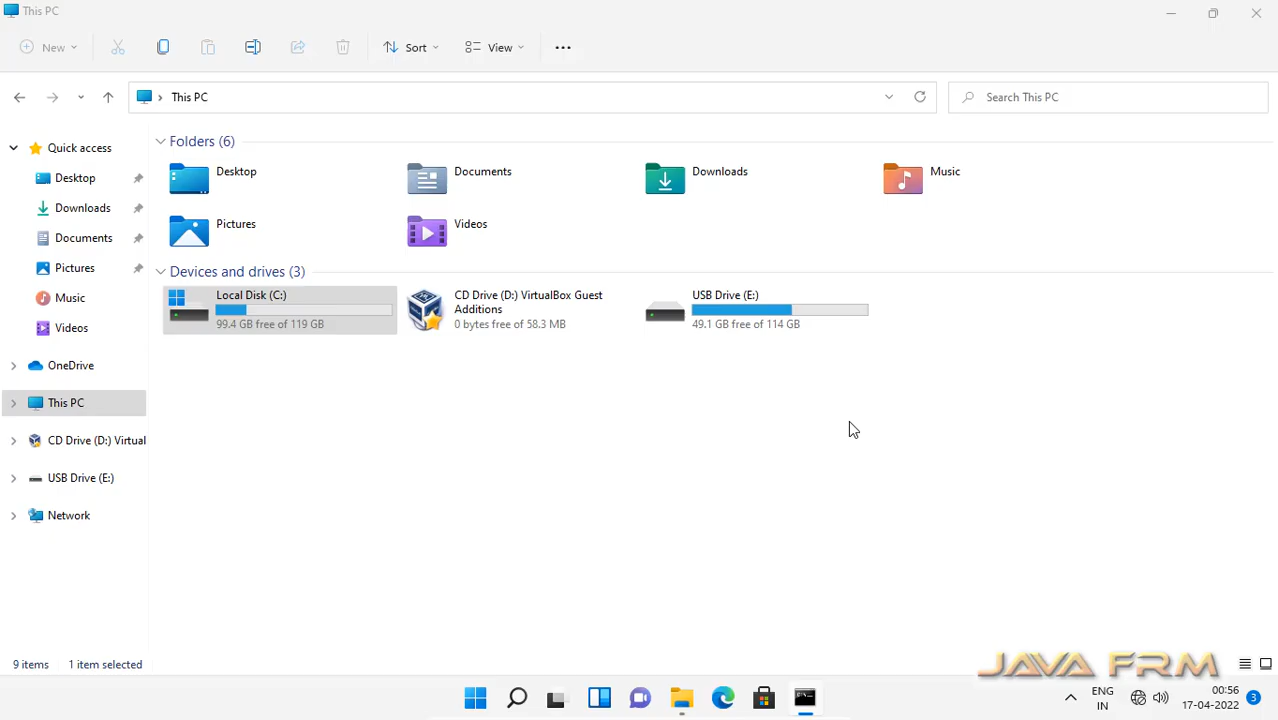 This PC
New
Sort
View
This PC
Search This PC
Quick access
Desktop
Downloads
Documents
Pictures
Music
Videos
OneDrive
This PC
CD Drive (D:) Virtual
USB Drive (E:)
Network
Folders (6)
Desktop
Documents
Downloads
Music
Pictures
Videos
Devices and drives (3)
Local Disk (C:)
99.4 GB free of 119 GB
CD Drive (D:) VirtualBox Guest
Additions
0 bytes free of 58.3 MB
USB Drive (E:)
49.1 GB free of 114 GB
9 items
1 item selected
JAVA FRM
ENG
IN
00:56
17-04-2022
3